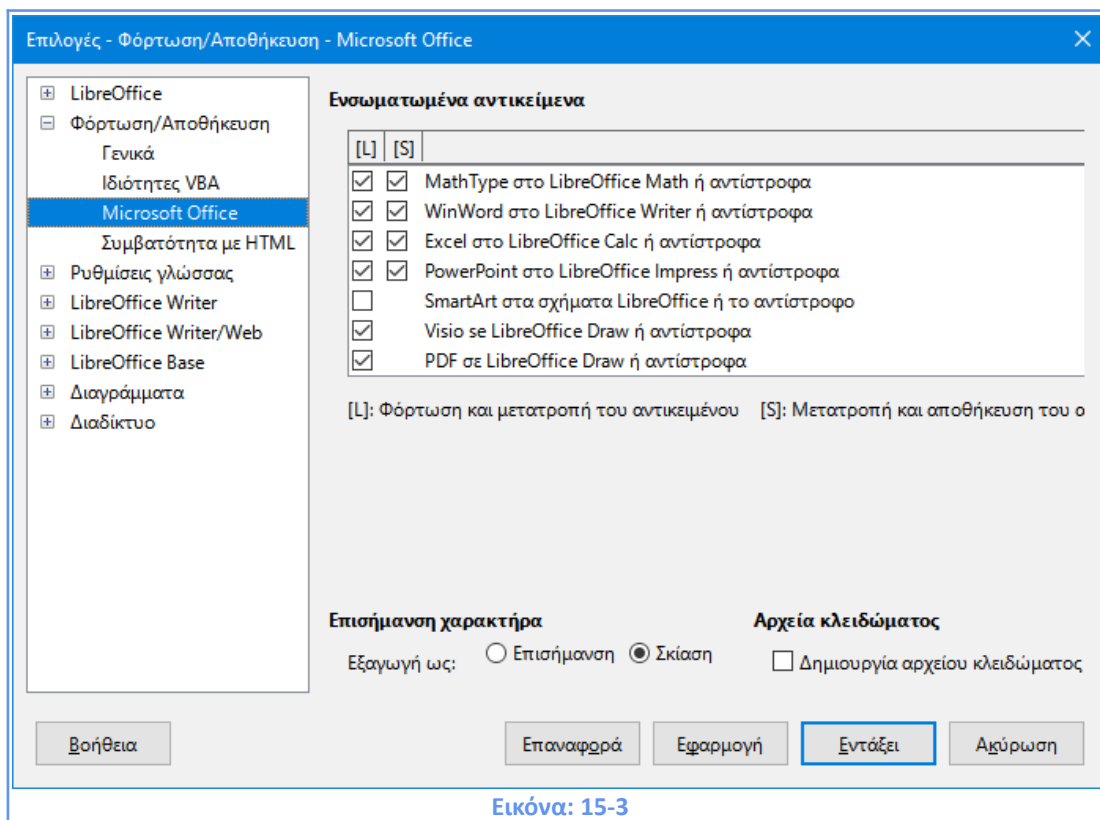 Επιλογές - Φόρτωση/Αποθήκευση - Microsoft Office
LibreOffice
Φόρτωση/Αποθήκευση
Γενικά
Ιδιότητες VBA
Microsoft Office
Συμβατότητα με HTML
Ρυθμίσεις γλώσσας
LibreOffice Writer
LibreOffice Writer/Web
LibreOffice Base
Διαγράμματα
Διαδίκτυο
Ενσωματωμένα αντικείμενα
[L] [S]
MathType στο LibreOffice Math ή αντίστροφα
WinWord στο LibreOffice Writer ή αντίστροφα
Excel στο LibreOffice Calc ή αντίστροφα
PowerPoint στο LibreOffice Impress ή αντίστροφα
SmartArt στα σχήματα LibreOffice ή το αντίστροφο
Visio se LibreOffice Draw ή αντίστροφα
PDF σε LibreOffice Draw ή αντίστροφα
[L]: Φόρτωση και μετατροπή του αντικειμένου [S]: Μετατροπή και αποθήκευση του α
Επισήμανση χαρακτήρα
Εξαγωγή ως: Επισήμανση Σκίαση
Αρχεία κλειδώματος
Δημιουργία αρχείου κλειδώματος
Βοήθεια Επαναφορά Εφαρμογή Εντάξει Ακύρωση
Εικόνα: 15-3